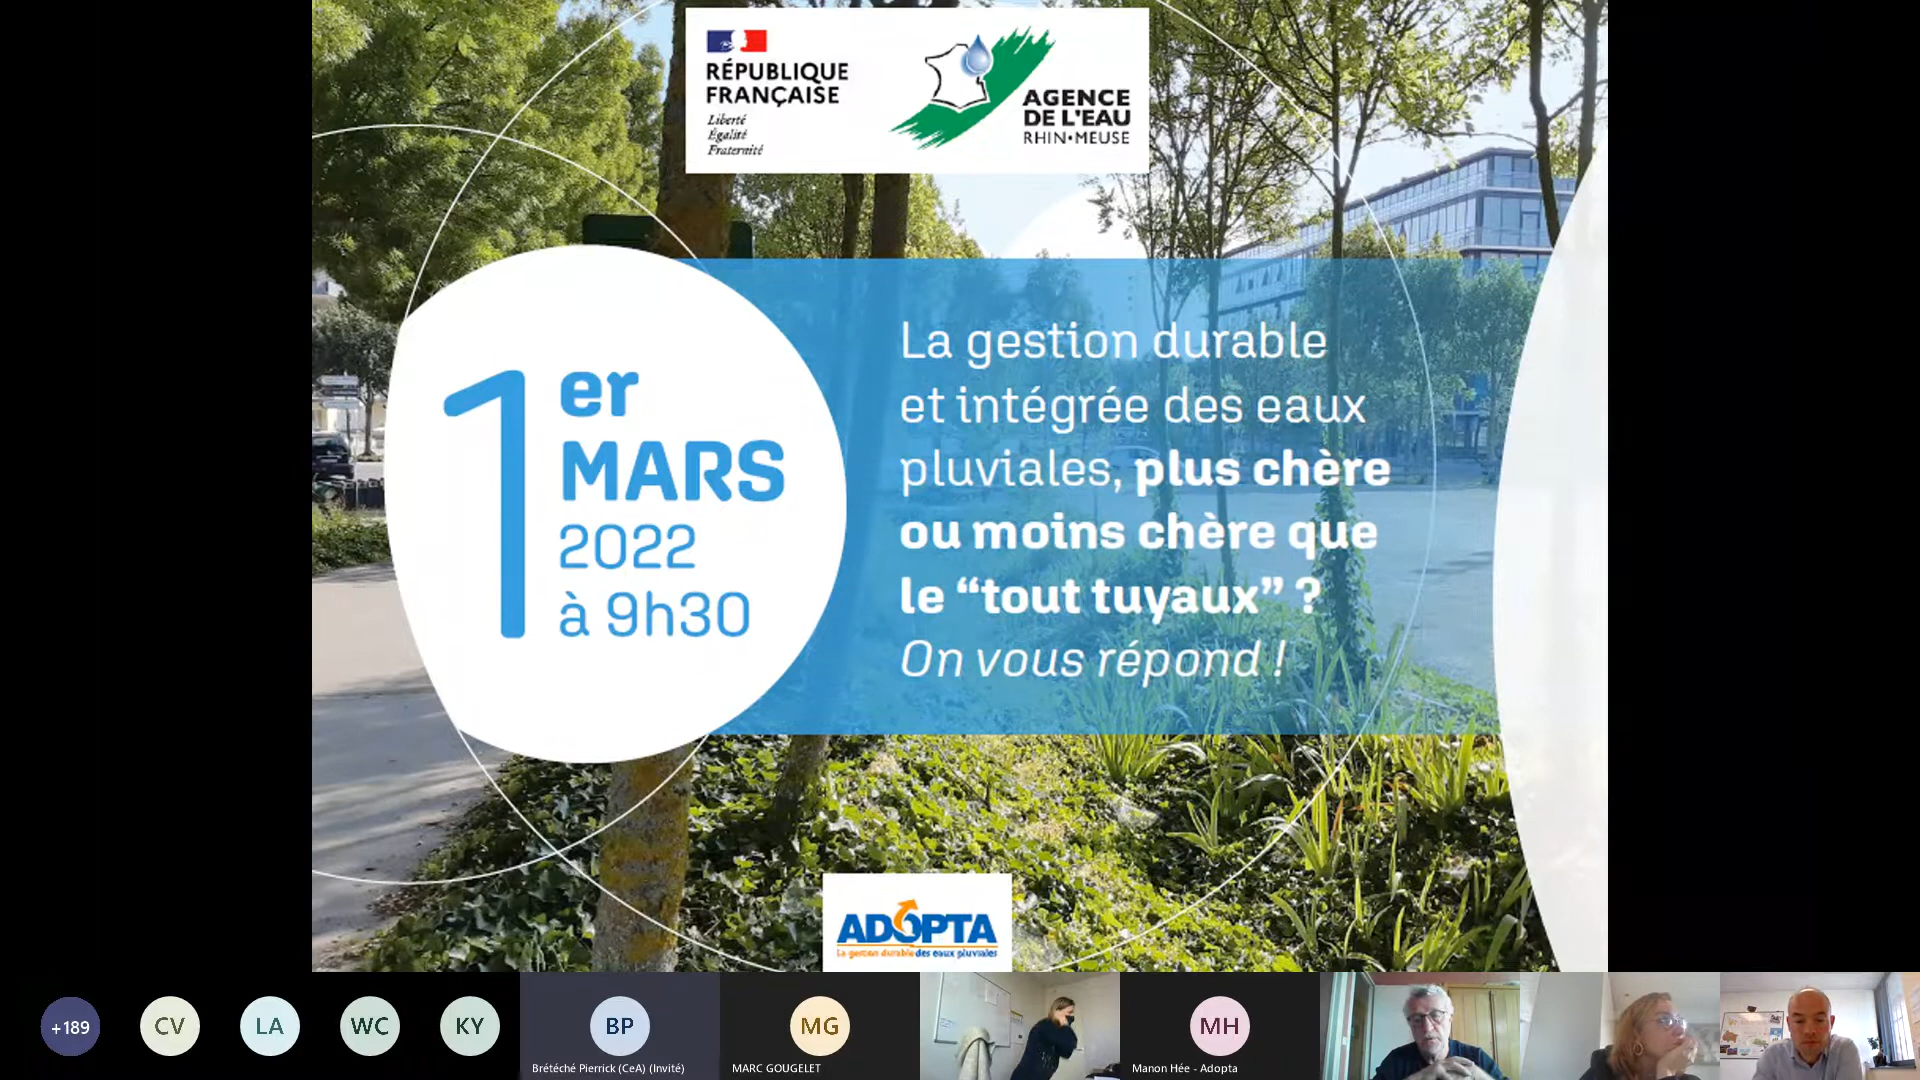 RÉPUBLIQUE
FRANÇAISE
Liberté
Égalité
Fraternité
AGENCE
DE L'EAU
RHIN•MEUSE
1er
MARS
2022
à 9h30
La gestion durable
et intégrée des eaux
pluviales, plus chère
ou moins chère que
le “tout tuyaux” ?
On vous répond !
ADOPTA
La gestion durable des eaux pluviales
+189
CV
LA
WC
KY
BP
Brétéché Pierrick (CeA) (Invité)
MG
MARC GOUGELET
MH
Manon Hée - Adopta